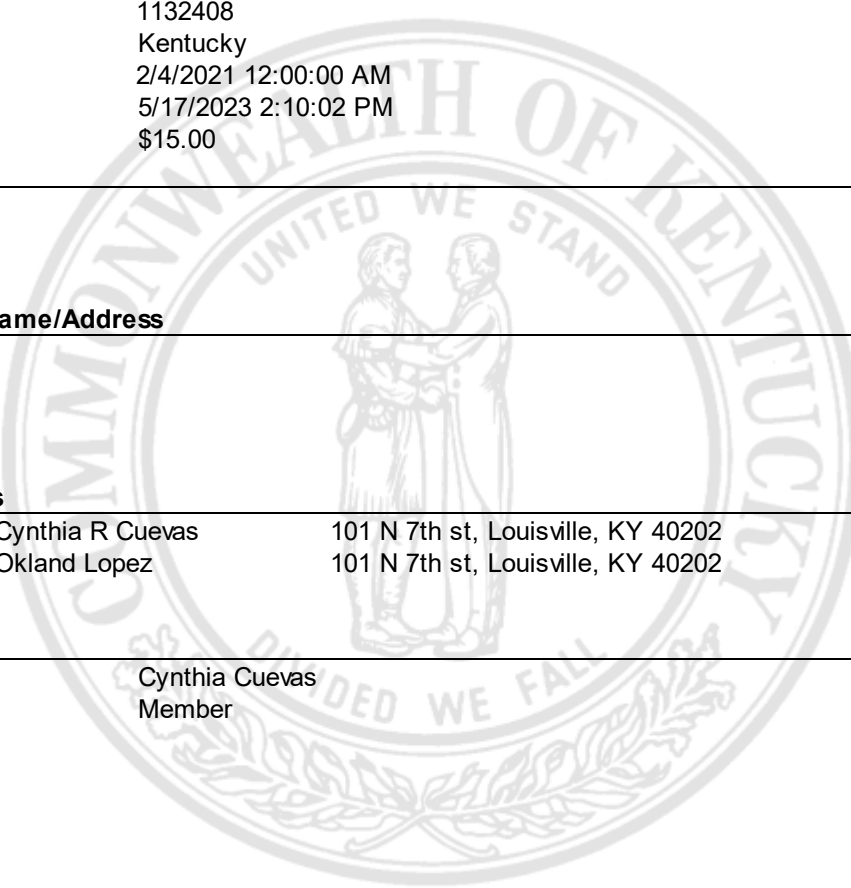 1132408
Kentucky
2/4/2021 12:00:00 AM
5/17/2023 2:10:02 PM
$15.00
COMMONWEALTH OF KENTUCKY
UNITED WE STAND
ame/Address
s
Cynthia R Cuevas 101 N 7th st, Louisville, KY 40202
Okland Lopez 101 N 7th st, Louisville, KY 40202
DIVIDED WE FALL
Cynthia Cuevas
Member